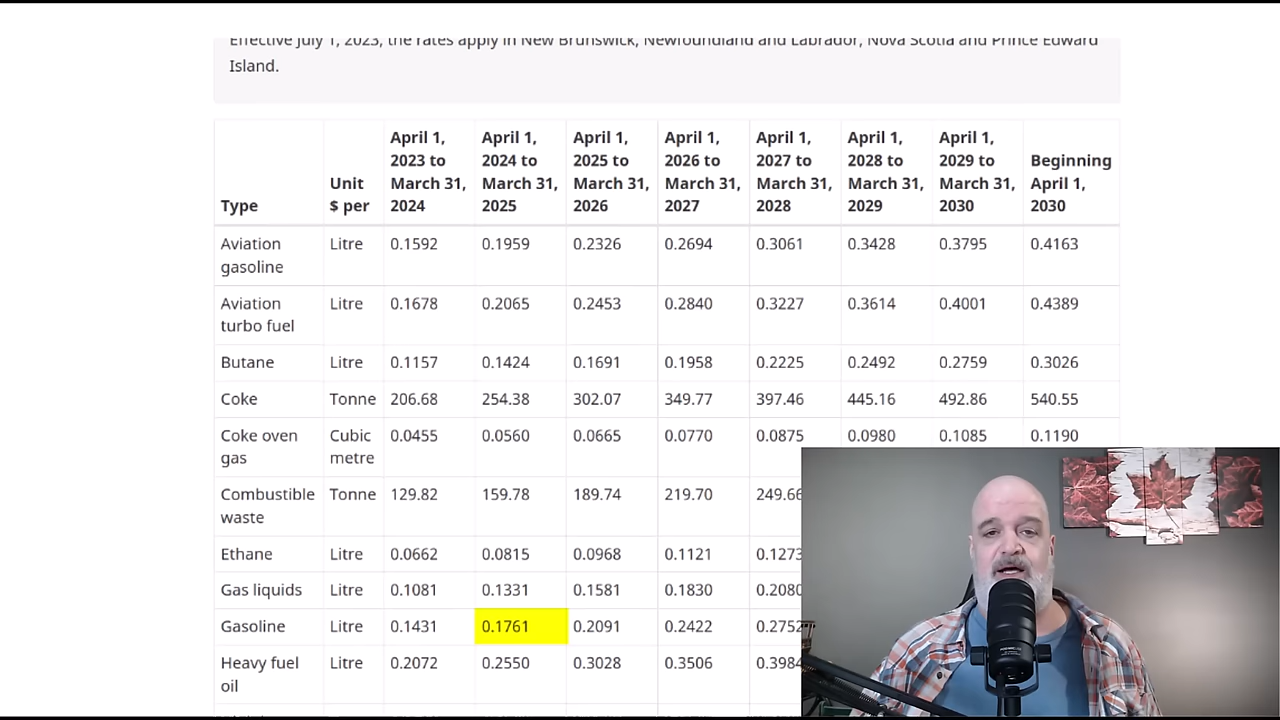 Effective July 1, 2023, the rates apply in New Brunswick, Newfoundland and Labrador, Nova Scotia and Prince Edward
Island.
Type
Unit
$ per
April 1,
2023 to
March 31,
2024
April 1,
2024 to
March 31,
2025
April 1,
2025 to
March 31,
2026
April 1,
2026 to
March 31,
2027
April 1,
2027 to
March 31,
2028
April 1,
2028 to
March 31,
2029
April 1,
2029 to
March 31,
2030
Beginning
April 1,
2030
Aviation
gasoline
Litre 0.1592 0.1959 0.2326 0.2694 0.3061 0.3428 0.3795 0.4163
Aviation
turbo fuel
Litre 0.1678 0.2065 0.2453 0.2840 0.3227 0.3614 0.4001 0.4389
Butane Litre 0.1157 0.1424 0.1691 0.1958 0.2225 0.2492 0.2759 0.3026
Coke Tonne 206.68 254.38 302.07 349.77 397.46 445.16 492.86 540.55
Coke oven
gas
Cubic
metre
0.0455 0.0560 0.0665 0.0770 0.0875 0.0980 0.1085 0.1190
Combustible
waste
Tonne 129.82 159.78 189.74 219.70 249.66
Ethane Litre 0.0662 0.0815 0.0968 0.1121 0.1273
Gas liquids Litre 0.1081 0.1331 0.1581 0.1830 0.2080
Gasoline Litre 0.1431 0.1761 0.2091 0.2422 0.2752
Heavy fuel
oil
Litre 0.2072 0.2550 0.3028 0.3506 0.3984